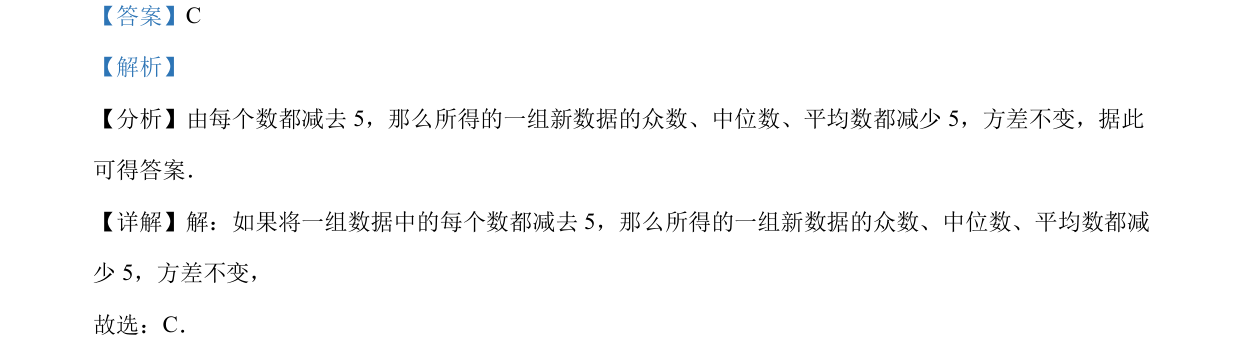 【答案】C
【解析】
【分析】由每个数都减去 5，那么所得的一组新数据的众数、中位数、平均数都减少 5，方差不变，据此
可得答案．
【详解】解：如果将一组数据中的每个数都减去 5，那么所得的一组新数据的众数、中位数、平均数都减
少 5，方差不变，
故选：C．